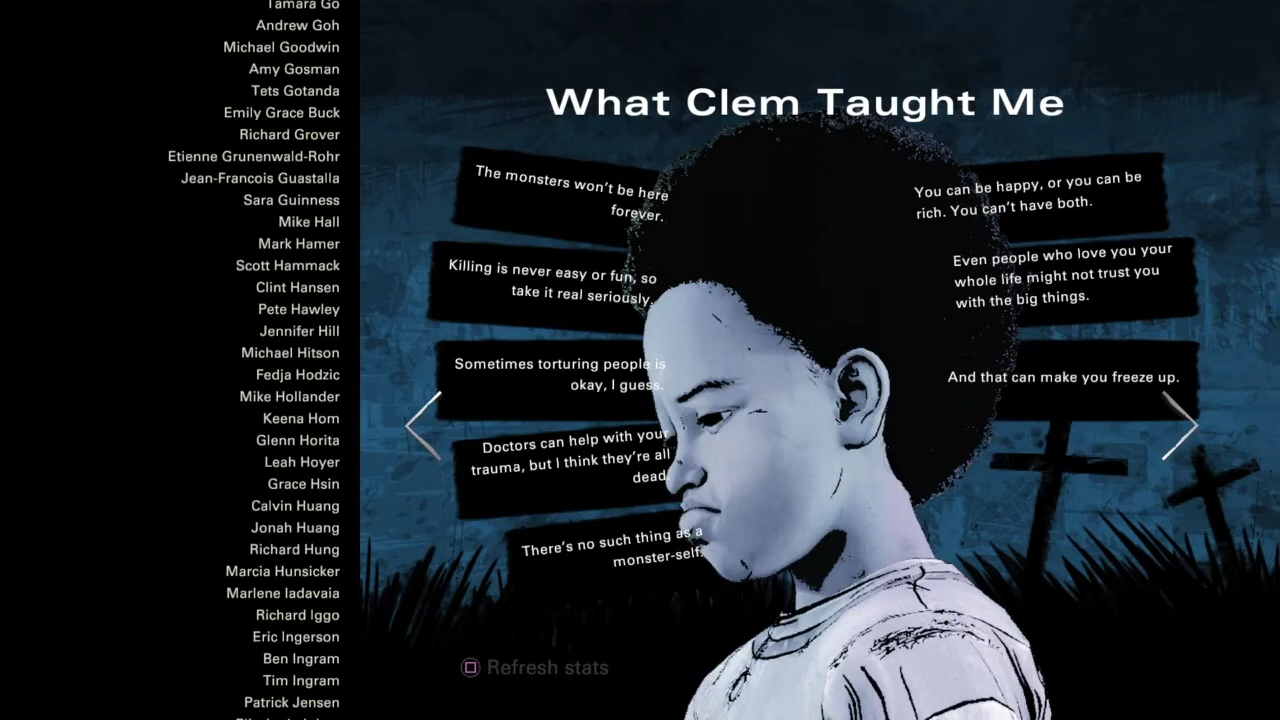 Tamara Go
Andrew Goh
Michael Goodwin
Amy Gosman
Tets Gotanda
Emily Grace Buck
Richard Grover
Etienne Grunenwald-Rohr
Jean-Francois Guastalla
Sara Guinness
Mike Hall
Mark Hamer
Scott Hammack
Clint Hansen
Pete Hawley
Jennifer Hill
Michael Hitson
Fedja Hodzic
Mike Hollander
Keena Hom
Glenn Horita
Leah Hoyer
Grace Hsin
Calvin Huang
Jonah Huang
Richard Hung
Marcia Hunsicker
Marlene Iadavaia
Richard Iggo
Eric Ingerson
Ben Ingram
Tim Ingram
Patrick Jensen
What Clem Taught Me
The monsters won't be here
forever.
Killing is never easy or fun, so
take it real seriously.
Sometimes torturing people is
okay, I guess.
Doctors can help with your
trauma, but I think they're all
dead.
There's no such thing as a
monster-self.
You can be happy, or you can be
rich. You can't have both.
Even people who love you your
whole life might not trust you
with the big things.
And that can make you freeze up.
Refresh stats